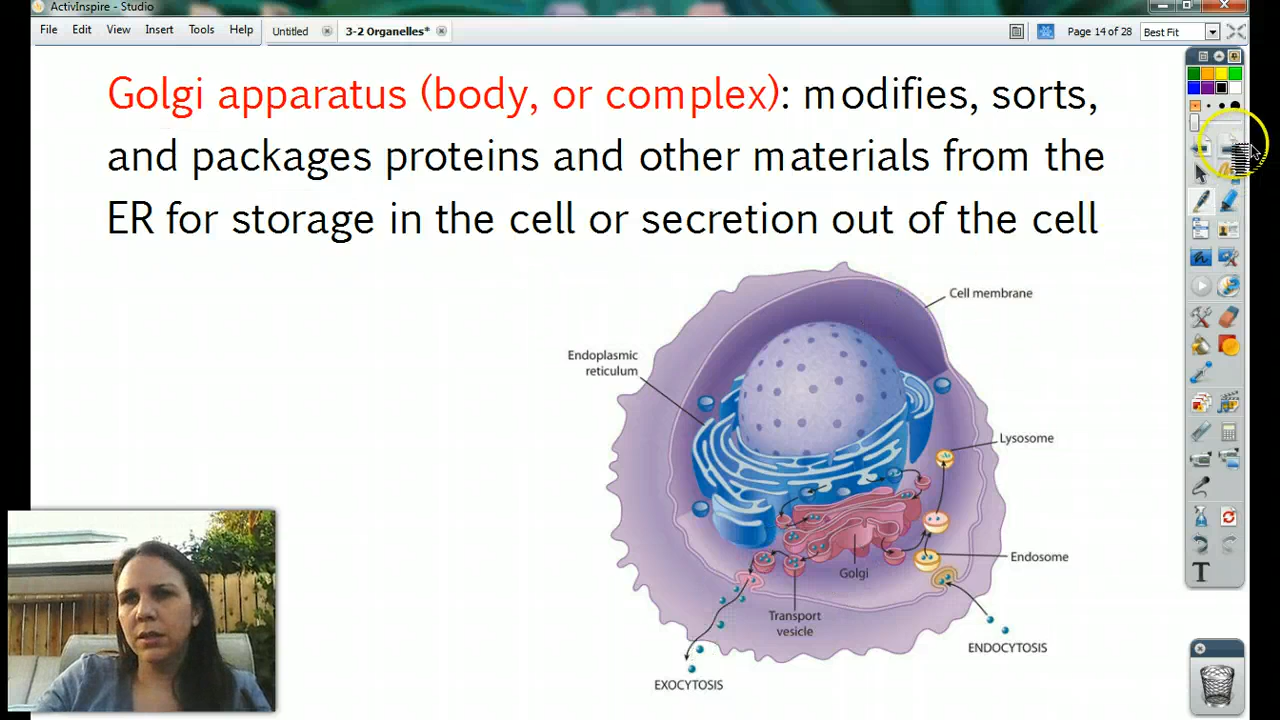 ActivInspire - Studio
File Edit View Insert Tools Help Untitled 3-2 Organelles* Page 14 of 28 Best Fit
Golgi apparatus (body, or complex): modifies, sorts,
and packages proteins and other materials from the
ER for storage in the cell or secretion out of the cell
Cell membrane
Endoplasmic
reticulum
Lysosome
Endosome
Golgi
Transport
vesicle
ENDOCYTOSIS
EXOCYTOSIS
T